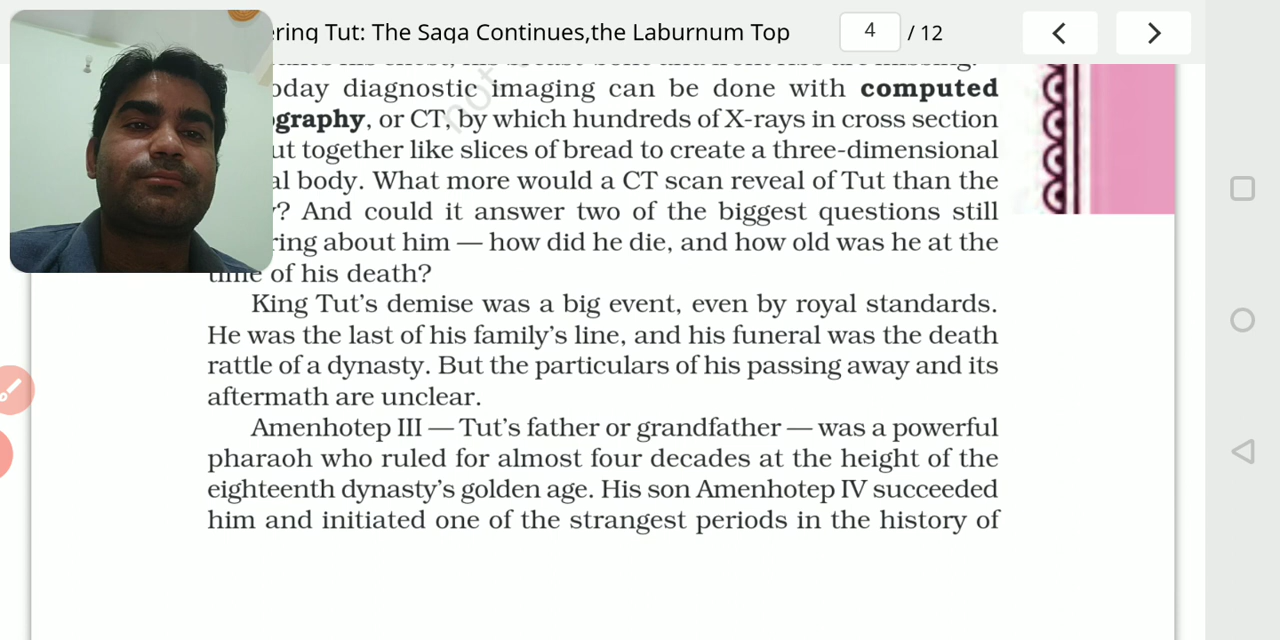 ering Tut: The Saga Continues,the Laburnum Top 4 / 12
oday diagnostic imaging can be done with computed
ography, or CT, by which hundreds of X-rays in cross section
ut together like slices of bread to create a three-dimensional
al body. What more would a CT scan reveal of Tut than the
? And could it answer two of the biggest questions still
ring about him — how did he die, and how old was he at the
time of his death?
King Tut’s demise was a big event, even by royal standards.
He was the last of his family’s line, and his funeral was the death
rattle of a dynasty. But the particulars of his passing away and its
aftermath are unclear.
Amenhotep III — Tut’s father or grandfather — was a powerful
pharaoh who ruled for almost four decades at the height of the
eighteenth dynasty’s golden age. His son Amenhotep IV succeeded
him and initiated one of the strangest periods in the history of
not